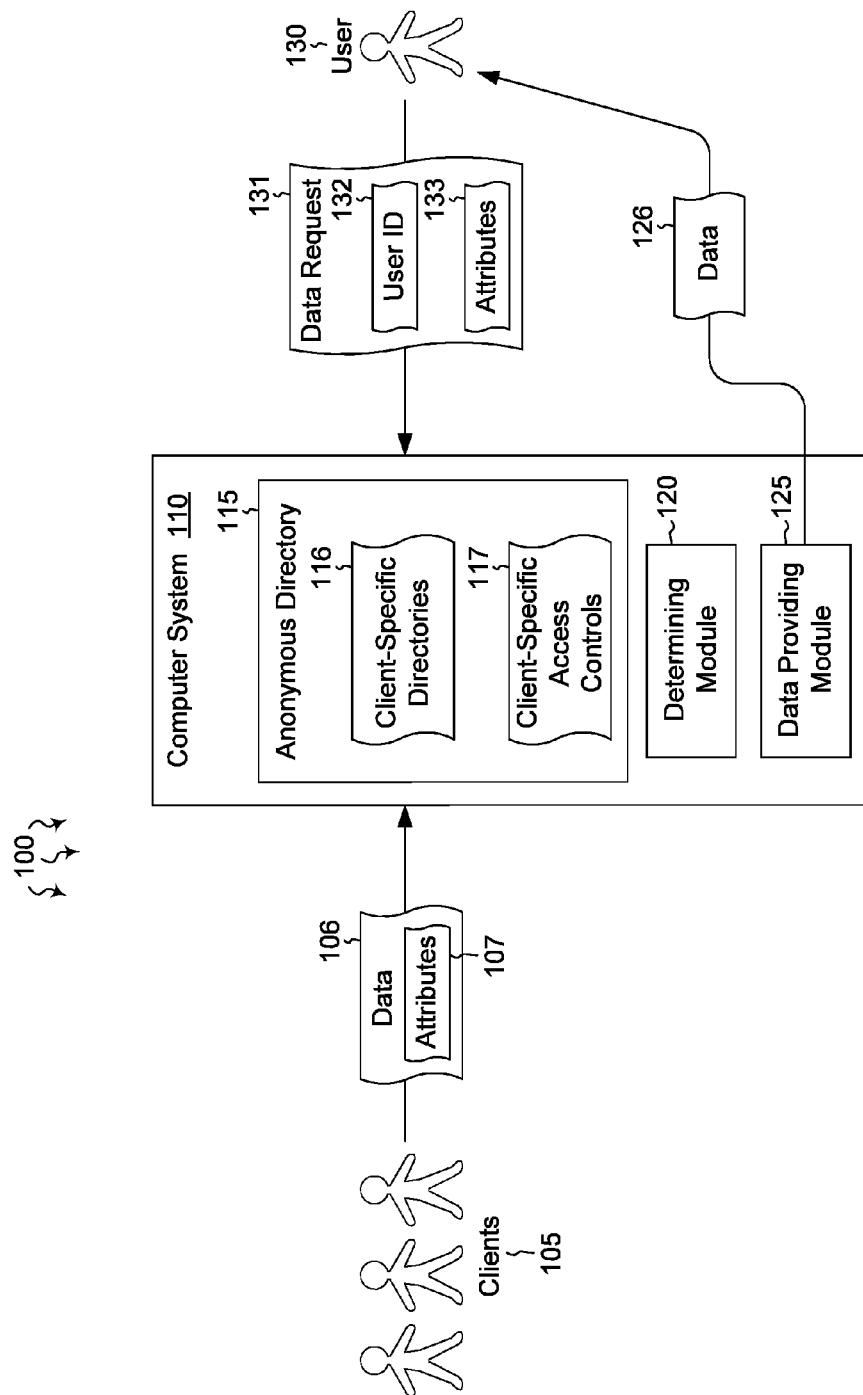 100
Clients
105
Data
106
Attributes
107
Computer System 110
Anonymous Directory
115
Client-Specific
Directories
116
Client-Specific
Access
Controls
117
Determining
Module
120
Data Providing
Module
125
Data Request
131
User ID
132
Attributes
133
130
User
Data
126